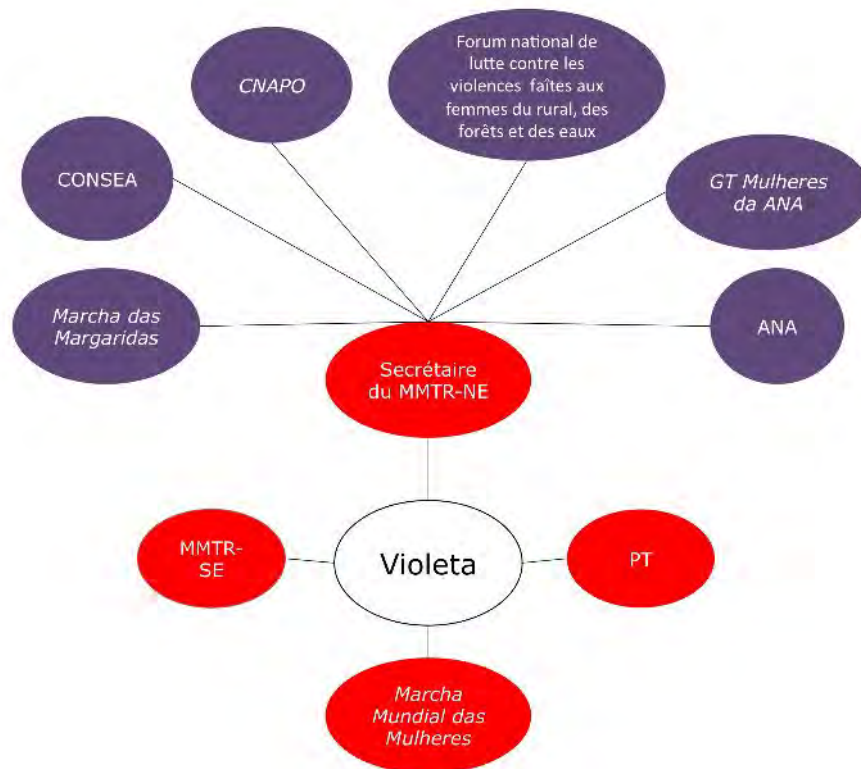 Forum national de
lutte contre les
violences faîtes aux
femmes du rural, des
forêts et des eaux
CNAPO
CONSEA
GT Mulheres
da ANA
Marcha das
Margaridas
ANA
Secrétaire
du MMTR-NE
MMTR-
SE
Violeta
PT
Marcha
Mundial das
Mulheres